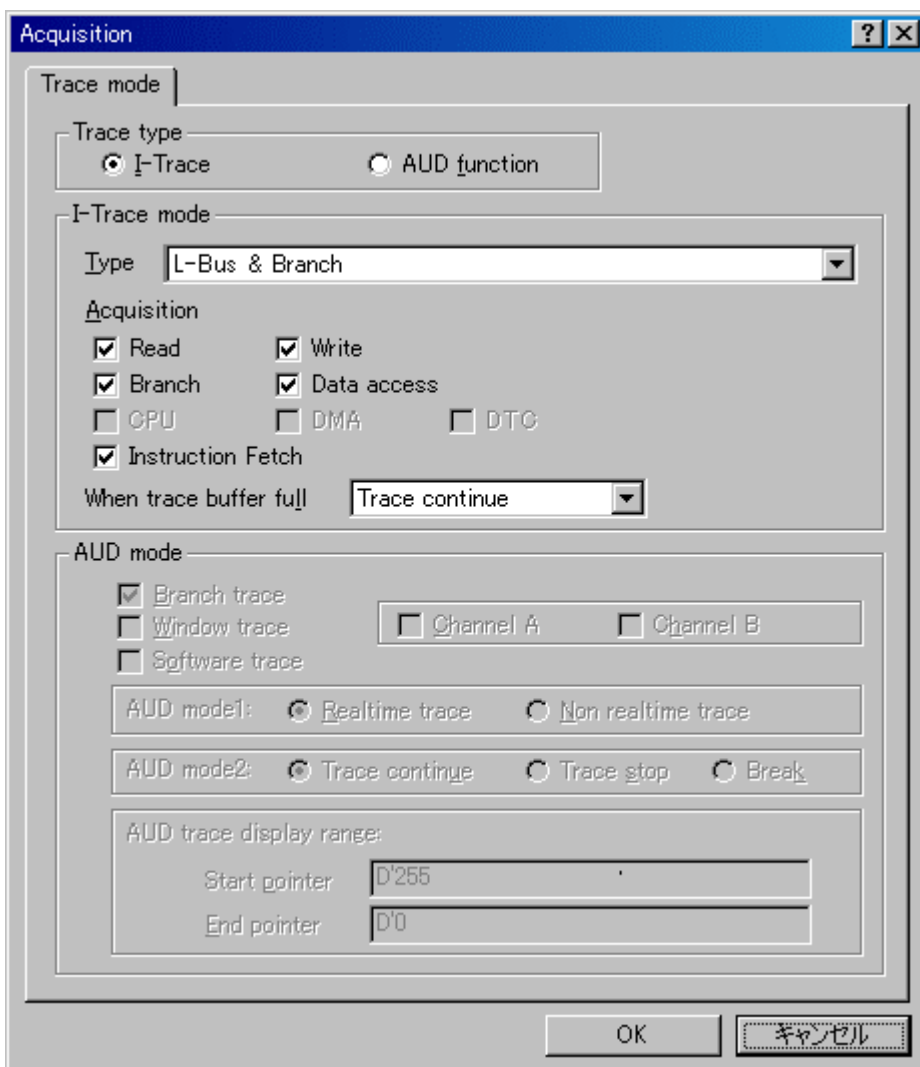 Acquisition
Trace mode
Trace type
I-Trace AUD function
I-Trace mode
Type L-Bus & Branch
Acquisition
Read Write
Branch Data access
CPU DMA DTC
Instruction Fetch
When trace buffer full Trace continue
AUD mode
Branch trace
Window trace Channel A Channel B
Software trace
AUD mode1: Realtime trace Non realtime trace
AUD mode2: Trace continue Trace stop Break
AUD trace display range:
Start pointer D'255
End pointer D'0
OK キャンセル